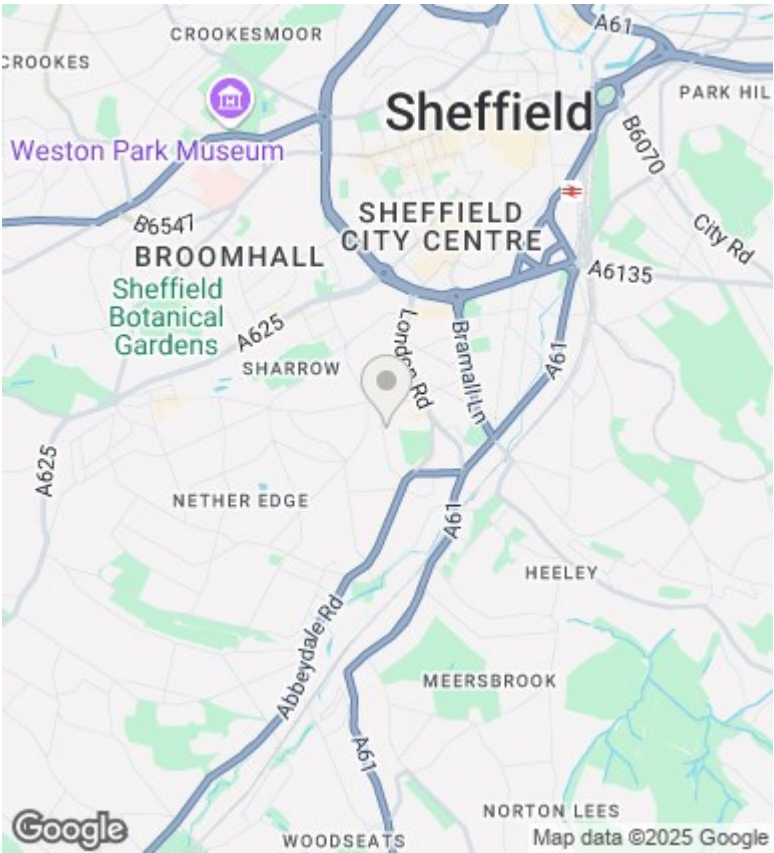 CROOKESMOOR
A61
CROOKES
PARK HIL
Sheffield
Weston Park Museum
B6070
B6547
SHEFFIELD
CITY CENTRE
City Rd
BROOMHALL
A6135
Sheffield
Botanical
Gardens
A625
London Rd
Bramall Ln
A61
SHARROW
A625
NETHER EDGE
A61
HEELEY
Abbeydale Rd
MEERSBROOK
A61
NORTON LEES
Google
WOODSEATS
Map data ©2025 Google